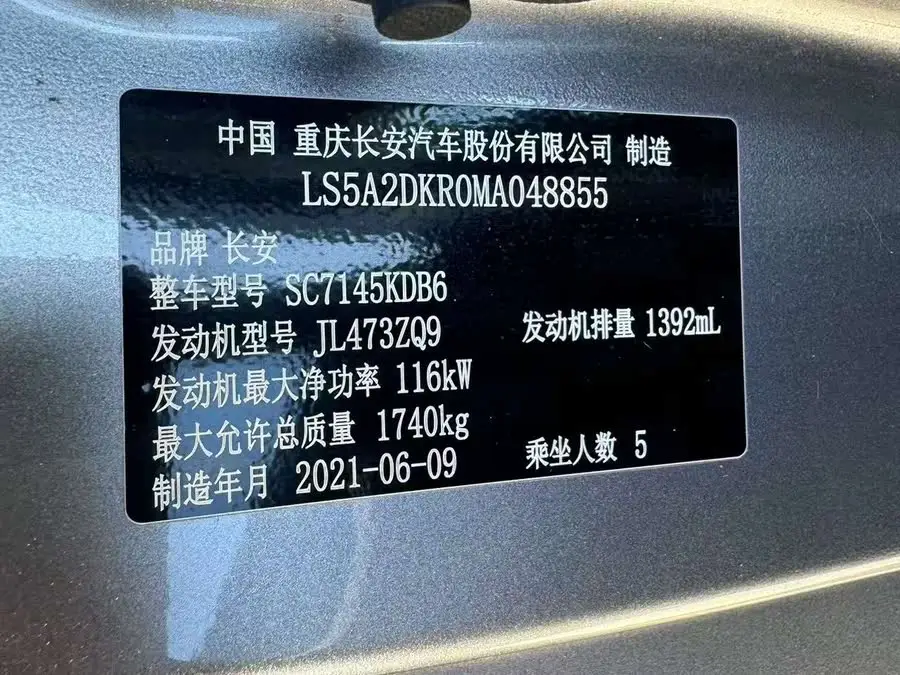 中国 重庆长安汽车股份有限公司 制造
LS5A2DKR0MA048855
品牌 长安
整车型号 SC7145KDB6
发动机型号 JL473ZQ9 发动机排量 1392mL
发动机最大净功率 116kW
最大允许总质量 1740kg
制造年月 2021-06-09 乘坐人数 5